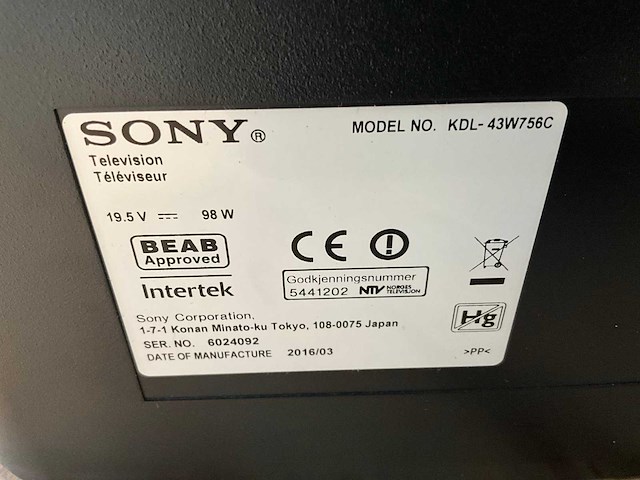 SONY®
MODEL NO. KDL-43W756C
Television
Téléviseur
19.5 V ⎓ 98 W
BEAB
Approved
Intertek
CE
Godkjenningsnummer
5441202 NTV NORGES TELEVISJON
Hg
Sony Corporation.
1-7-1 Konan Minato-ku Tokyo, 108-0075 Japan
SER. NO. 6024092
DATE OF MANUFACTURE 2016/03
>PP<